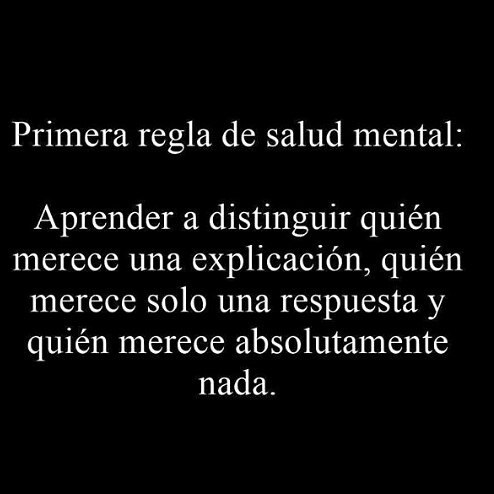 Primera regla de salud mental:
Aprender a distinguir quién
merece una explicación, quién
merece solo una respuesta y
quién merece absolutamente
nada.